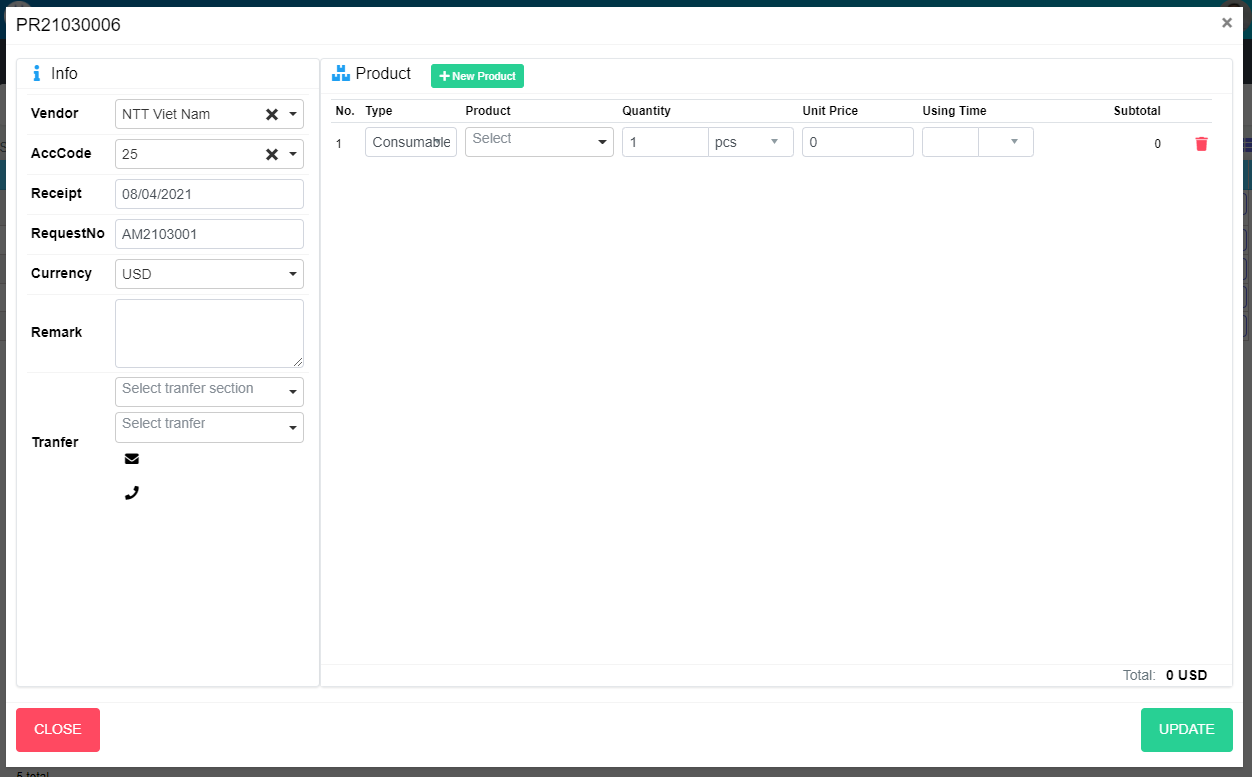 PR21030006 ×
Info
Vendor NTT Viet Nam
AccCode 25
Receipt 08/04/2021
RequestNo AM2103001
Currency USD
Remark
Select tranfer section
Select tranfer
Tranfer
Product New Product
No. Type Product Quantity Unit Price Using Time Subtotal
1 Consumable Select 1 pcs 0 0
Total: 0 USD
CLOSE UPDATE
5 total